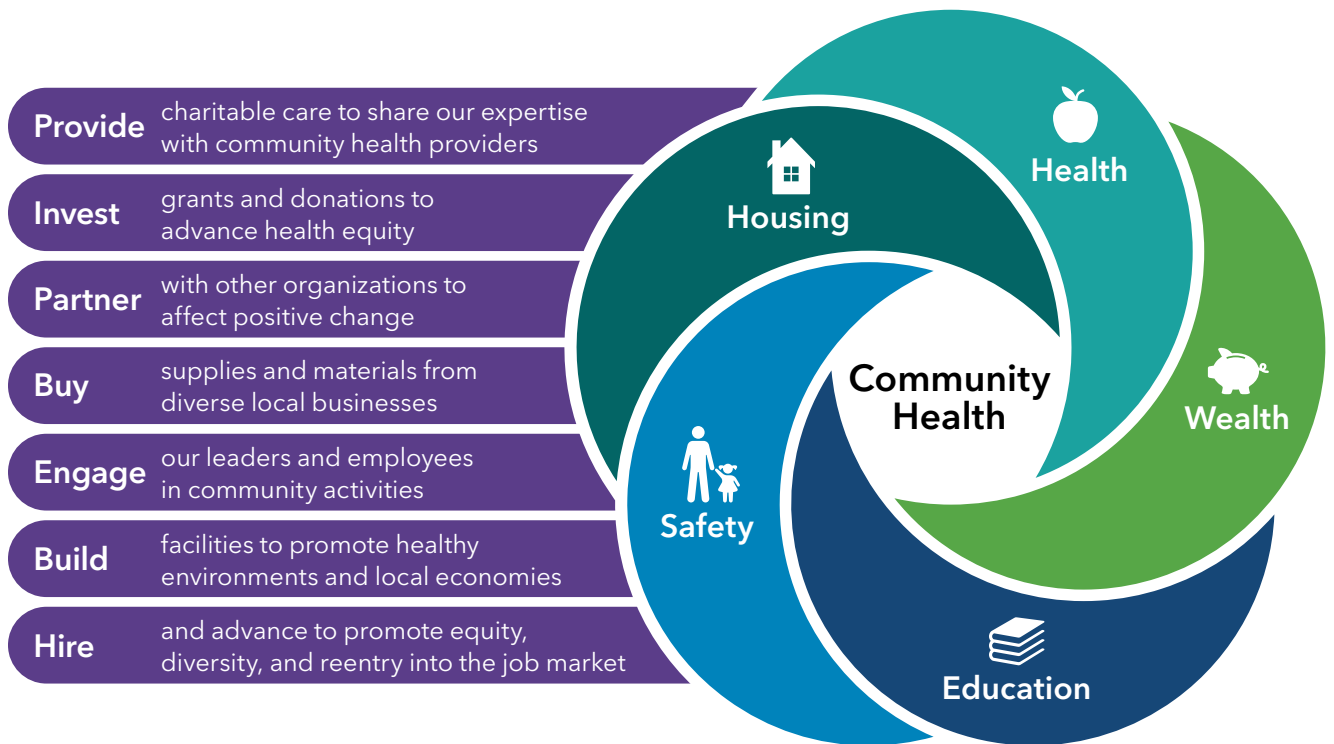 Provide charitable care to share our expertise
with community health providers
Invest grants and donations to
advance health equity
Partner with other organizations to
affect positive change
Buy supplies and materials from
diverse local businesses
Engage our leaders and employees
in community activities
Build facilities to promote healthy
environments and local economies
Hire and advance to promote equity,
diversity, and reentry into the job market
Health
Housing
Wealth
Community
Health
Safety
Education